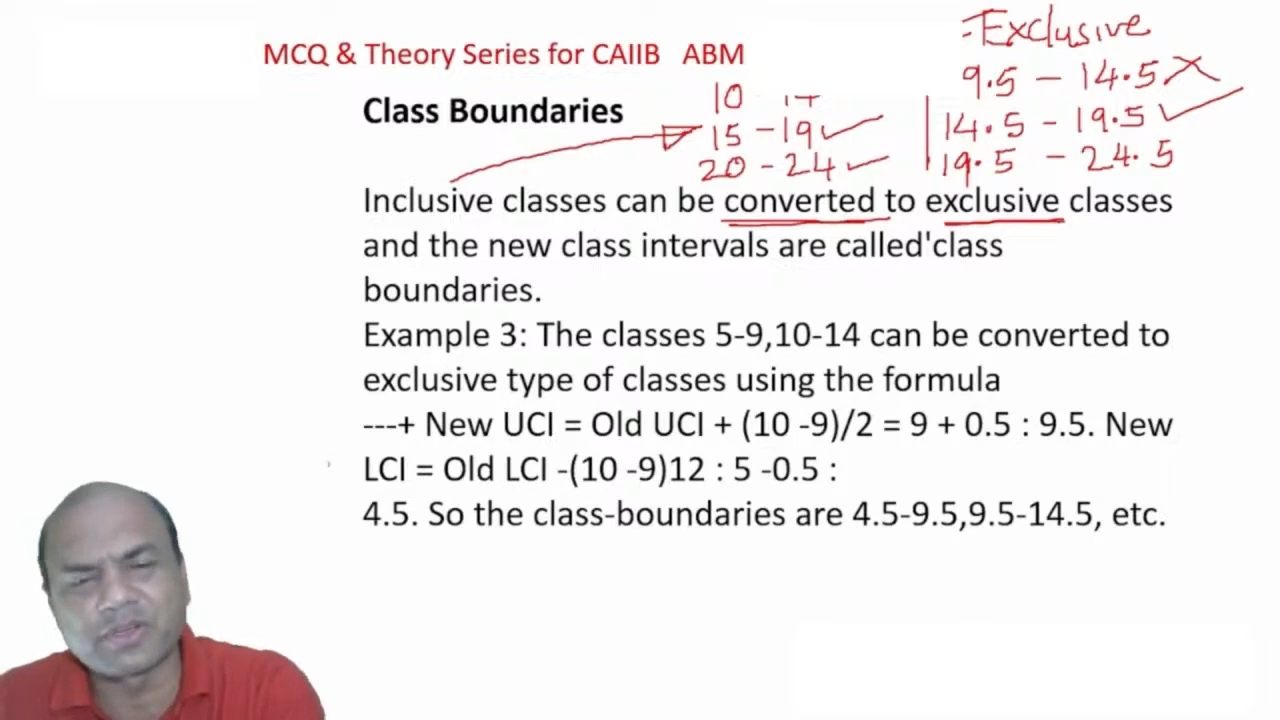 -Exclusive
MCQ & Theory Series for CAIIB ABM
9.5 – 14.5
10
Class Boundaries
15 – 19
14.5 - 19.5
20 - 24
19.5 - 24.5
Inclusive classes can be converted to exclusive classes
and the new class intervals are called'class
boundaries.
Example 3: The classes 5-9,10-14 can be converted to
exclusive type of classes using the formula
---+ New UCI = Old UCI + (10 -9)/2 = 9 + 0.5 : 9.5. New
LCI = Old LCI -(10 -9)12 : 5 -0.5 :
4.5. So the class-boundaries are 4.5-9.5,9.5-14.5, etc.